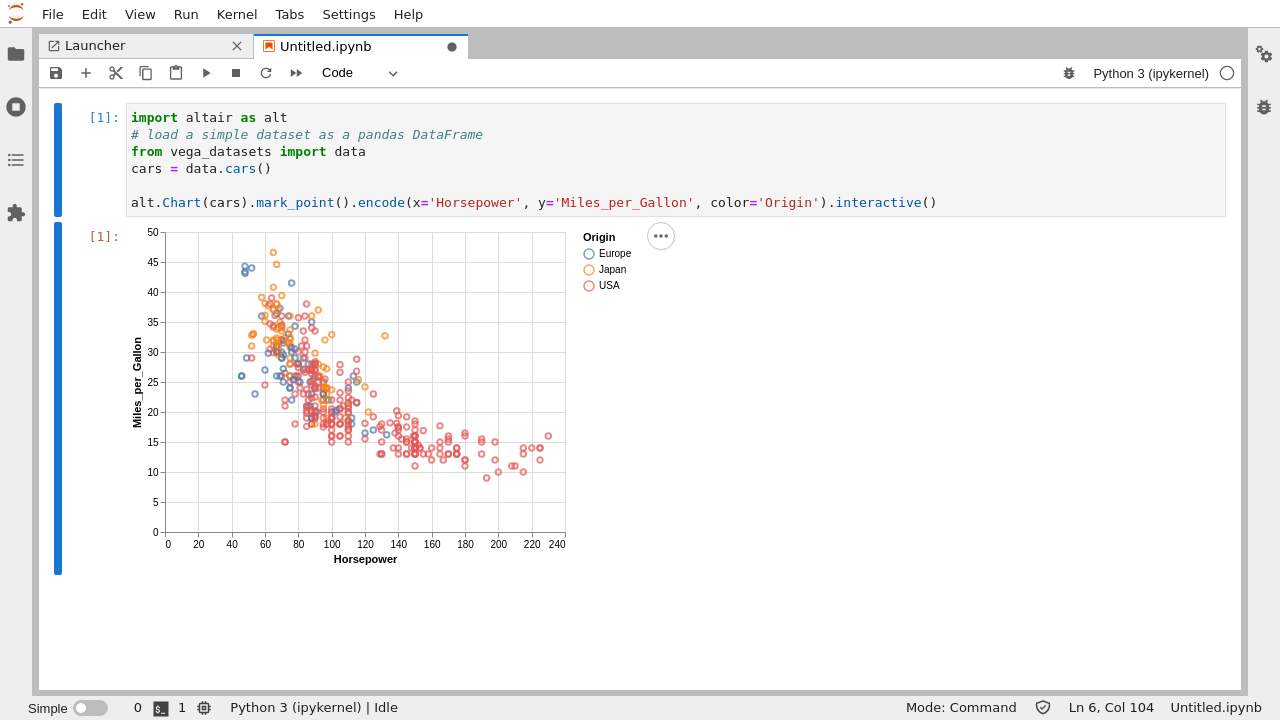 File Edit View Run Kernel Tabs Settings Help
Launcher
Untitled.ipynb
Code
Python 3 (ipykernel)
[1]:
import altair as alt
# load a simple dataset as a pandas DataFrame
from vega_datasets import data
cars = data.cars()
alt.Chart(cars).mark_point().encode(x='Horsepower', y='Miles_per_Gallon', color='Origin').interactive()
[1]:
50
45
40
35
30
25
20
15
10
5
0
Miles_per_Gallon
0 20 40 60 80 100 120 140 160 180 200 220 240
Horsepower
Origin
Europe
Japan
USA
Simple 0 $_ 1 Python 3 (ipykernel) | Idle Mode: Command Ln 6, Col 104 Untitled.ipynb